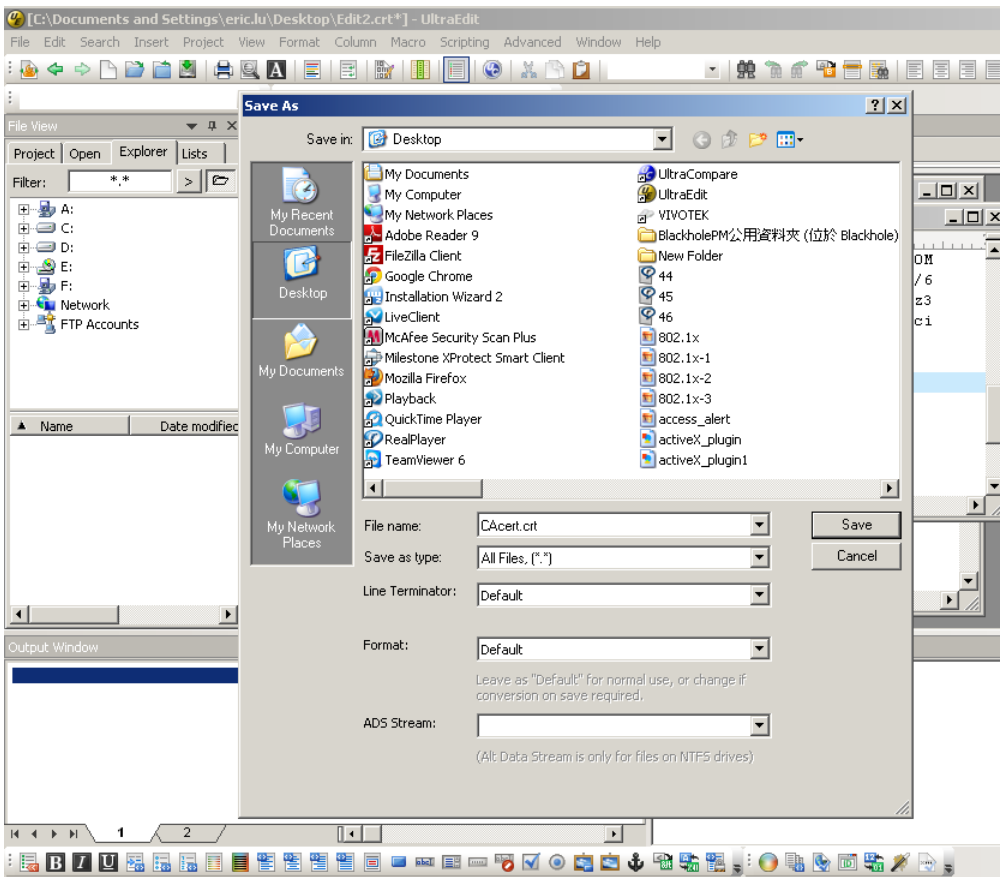 [C:\Documents and Settings\eric.lu\Desktop\Edit2.crt*] - UltraEdit
File Edit Search Insert Project View Format Column Macro Scripting Advanced Window Help
File View
Project Open Explorer Lists
Filter: *.*
A:
C:
D:
E:
F:
Network
FTP Accounts
Name Date modified
Save As
Save in: Desktop
My Recent Documents
Desktop
My Documents
My Computer
My Network Places
My Documents
My Computer
My Network Places
Adobe Reader 9
FileZilla Client
Google Chrome
Installation Wizard 2
LiveClient
McAfee Security Scan Plus
Milestone XProtect Smart Client
Mozilla Firefox
Playback
QuickTime Player
RealPlayer
TeamViewer 6
UltraCompare
UltraEdit
VIVOTEK
BlackholePM公用資料夾 (位於 Blackhole)
New Folder
44
45
46
802.1x
802.1x-1
802.1x-2
802.1x-3
access_alert
activeX_plugin
activeX_plugin1
File name: CAcert.crt
Save
Save as type: All Files, (*.*)
Cancel
Line Terminator: Default
Format: Default
Leave as "Default" for normal use, or change if
conversion on save required.
ADS Stream:
(Alt Data Stream is only for files on NTFS drives)
OM
/6
z3
ci
Output Window
1 2
B I U